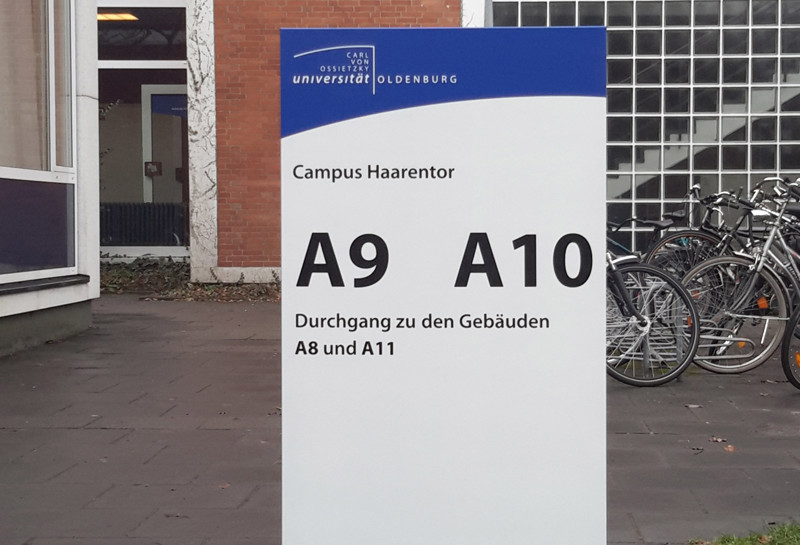 CARL
VON
OSSIETZKY
universität OLDENBURG
Campus Haarentor
A9 A10
Durchgang zu den Gebäuden
A8 und A11